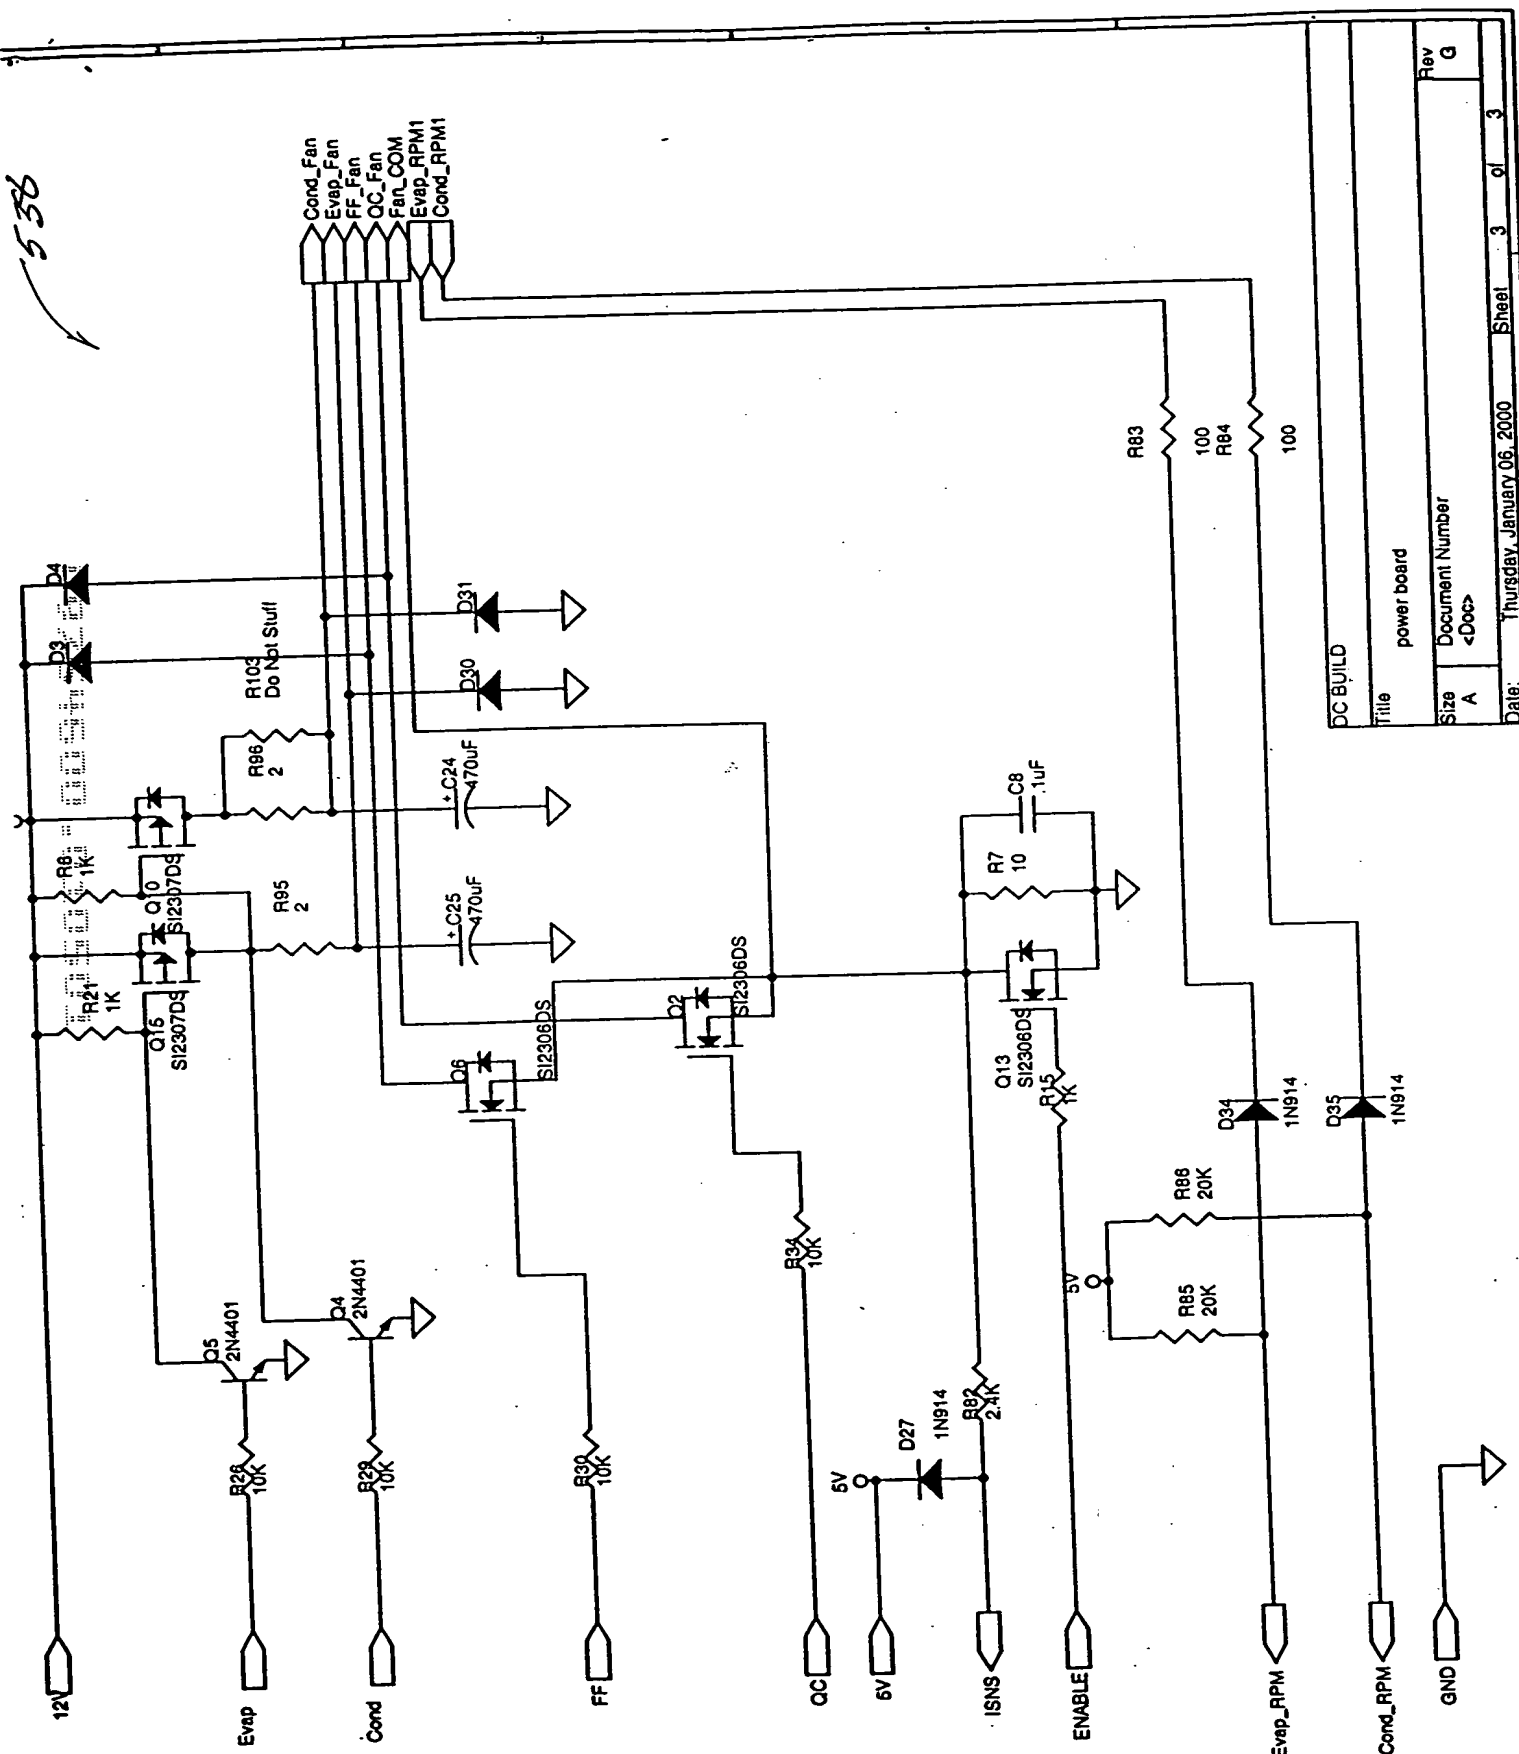 '538
12V
Evap
Cond
FF
QC
5V
ISNS
ENABLE
Evap_RPM
Cond_RPM
GND
Cond_Fan
Evap_Fan
FF_Fan
QC_Fan
Fan_COM
Evap_RPM1
Cond_RPM1
D4
D3
R103
Do Not Stuff
D31
D30
R96
2
C24
470uF
+
R8
1K
Q10
SI2307DS
R95
2
C25
470uF
+
R21
1K
Q15
SI2307DS
Q5
2N4401
Q4
2N4401
R26
10K
R29
10K
R30
10K
R34
10K
Q6
SI2306DS
Q2
SI2306DS
C8
.1uF
R7
10
Q13
SI2306DS
R15
1K
R82
2.4K
D27
1N914
5V
5V
R85
20K
R86
20K
D34
1N914
D35
1N914
R83
100
R84
100
DC BUILD
Title
power board
Size
A
Document Number
<Doc>
Rev
G
Date:
Thursday, January 06, 2000
Sheet
3
of
3